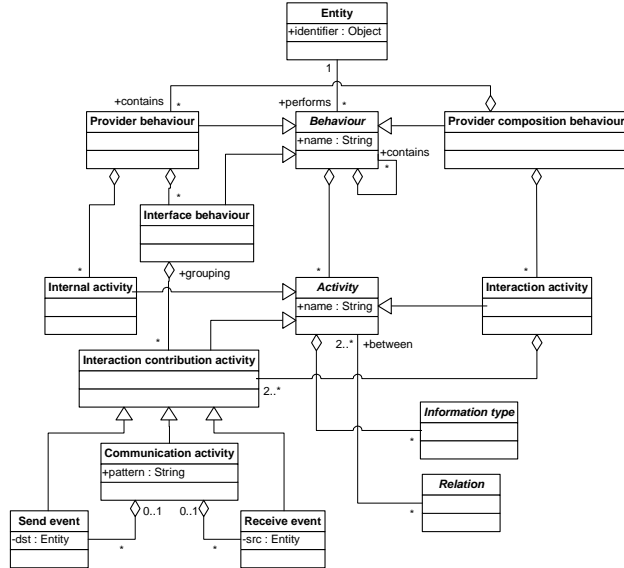 Entity
+identifier : Object
1
+contains
*
+performs
*
Provider behaviour
Behaviour
+name : String
Provider composition behaviour
+contains
*
*
Interface behaviour
*
+grouping
*
*
Internal activity
Activity
+name : String
Interaction activity
*
2..*
+between
Interaction contribution activity
2..*
Information type
*
Communication activity
+pattern : String
Relation
*
0..1
0..1
Send event
-dst : Entity
*
*
Receive event
-src : Entity